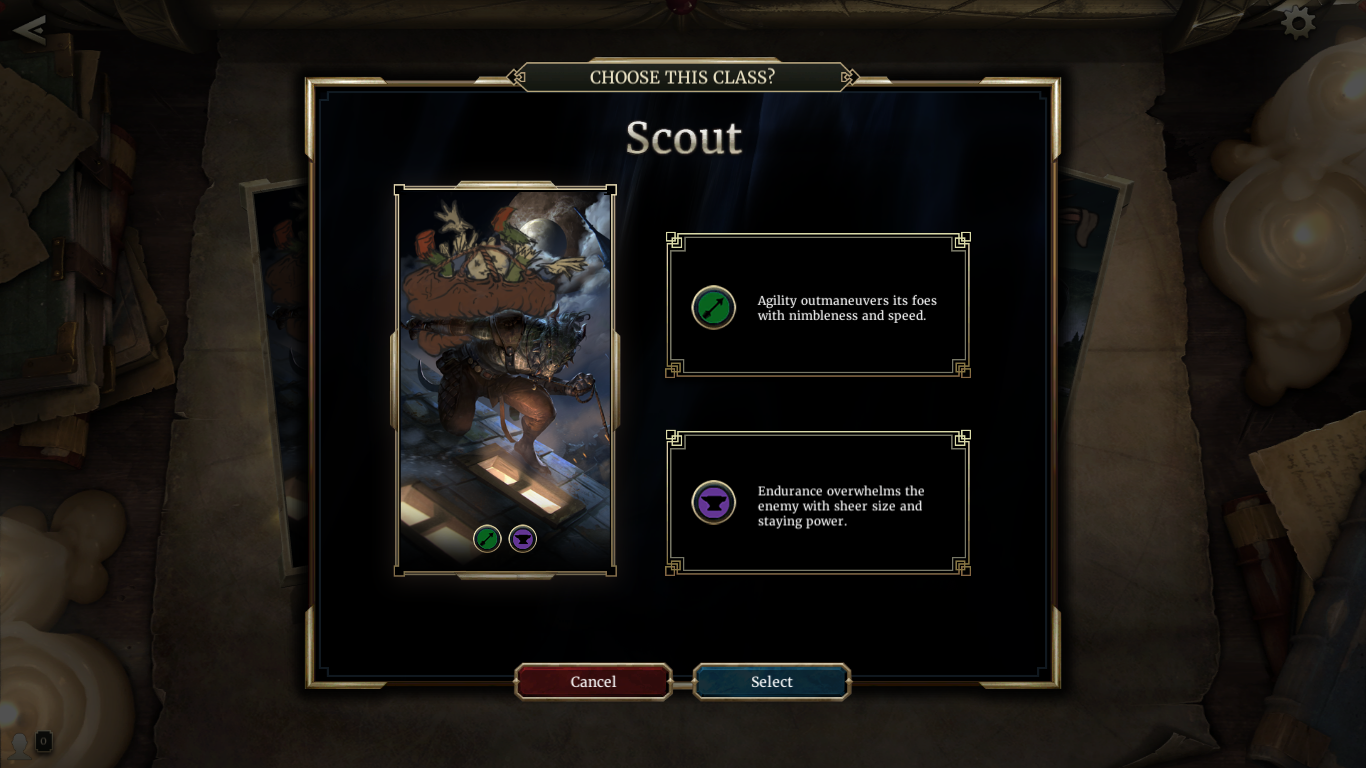 CHOOSE THIS CLASS?
Scout
Agility outmaneuvers its foes
with nimbleness and speed.
Endurance overwhelms the
enemy with sheer size and
staying power.
Cancel
Select
0